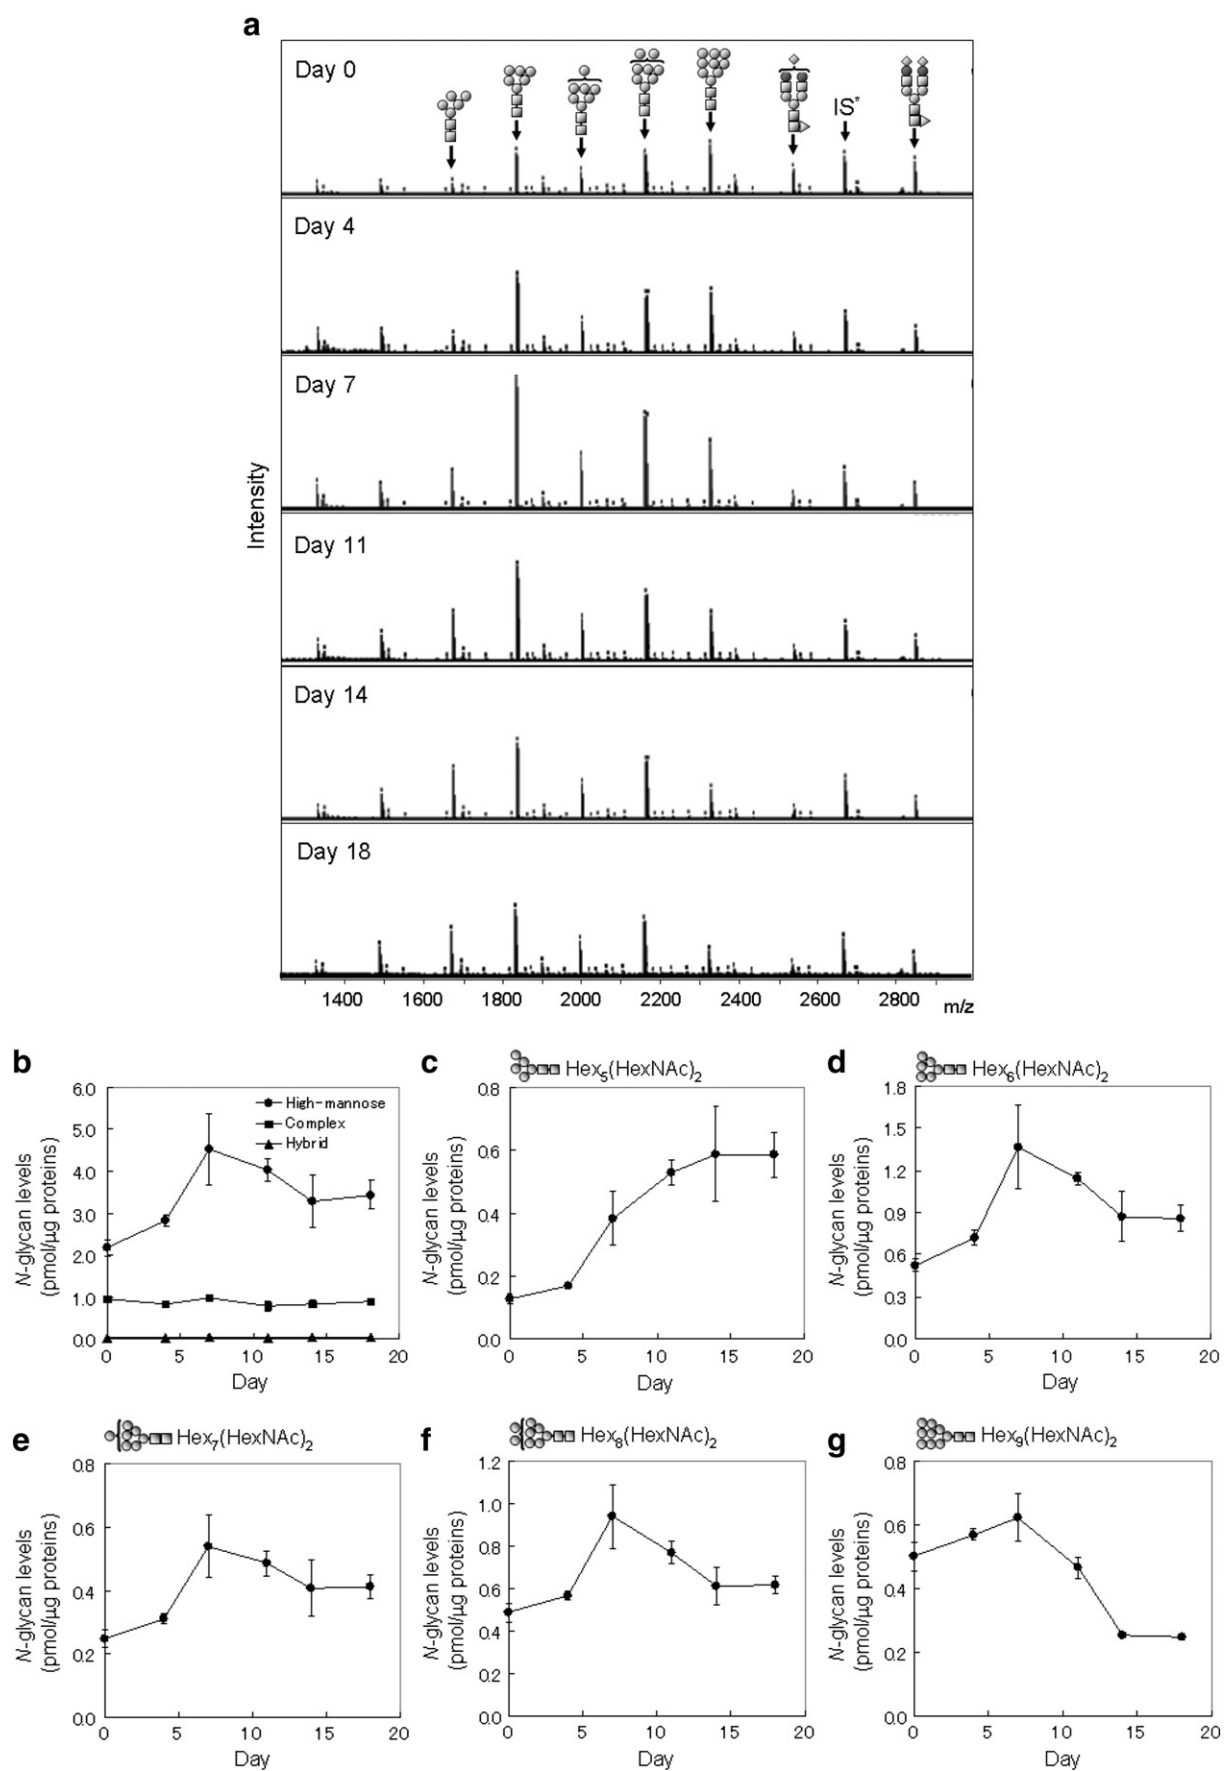 a
Day 0
IS*
Day 4
Day 7
Day 11
Day 14
Day 18
Intensity
1400 1600 1800 2000 2200 2400 2600 2800 m/z
b
6.0
5.0
4.0
3.0
2.0
1.0
0.0
High-mannose
Complex
Hybrid
N-glycan levels
(pmol/µg proteins)
0 5 10 15 20
Day
c
Hex5(HexNAc)2
0.8
0.6
0.4
0.2
0.0
N-glycan levels
(pmol/µg proteins)
0 5 10 15 20
Day
d
Hex6(HexNAc)2
1.8
1.5
1.2
0.9
0.6
0.3
0.0
N-glycan levels
(pmol/µg proteins)
0 5 10 15 20
Day
e
Hex7(HexNAc)2
0.8
0.6
0.4
0.2
0.0
N-glycan levels
(pmol/µg proteins)
0 5 10 15 20
Day
f
Hex8(HexNAc)2
1.2
1.0
0.8
0.6
0.4
0.2
0.0
N-glycan levels
(pmol/µg proteins)
0 5 10 15 20
Day
g
Hex9(HexNAc)2
0.8
0.6
0.4
0.2
0.0
N-glycan levels
(pmol/µg proteins)
0 5 10 15 20
Day